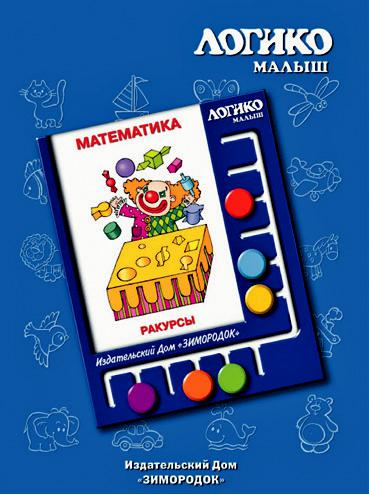 ЛОГИКО
МАЛЫШ
МАТЕМАТИКА
ЛОГИКО
МАЛЫШ
РАКУРСЫ
Издательский Дом «ЗИМОРОДОК»
Издательский Дом
«ЗИМОРОДОК»